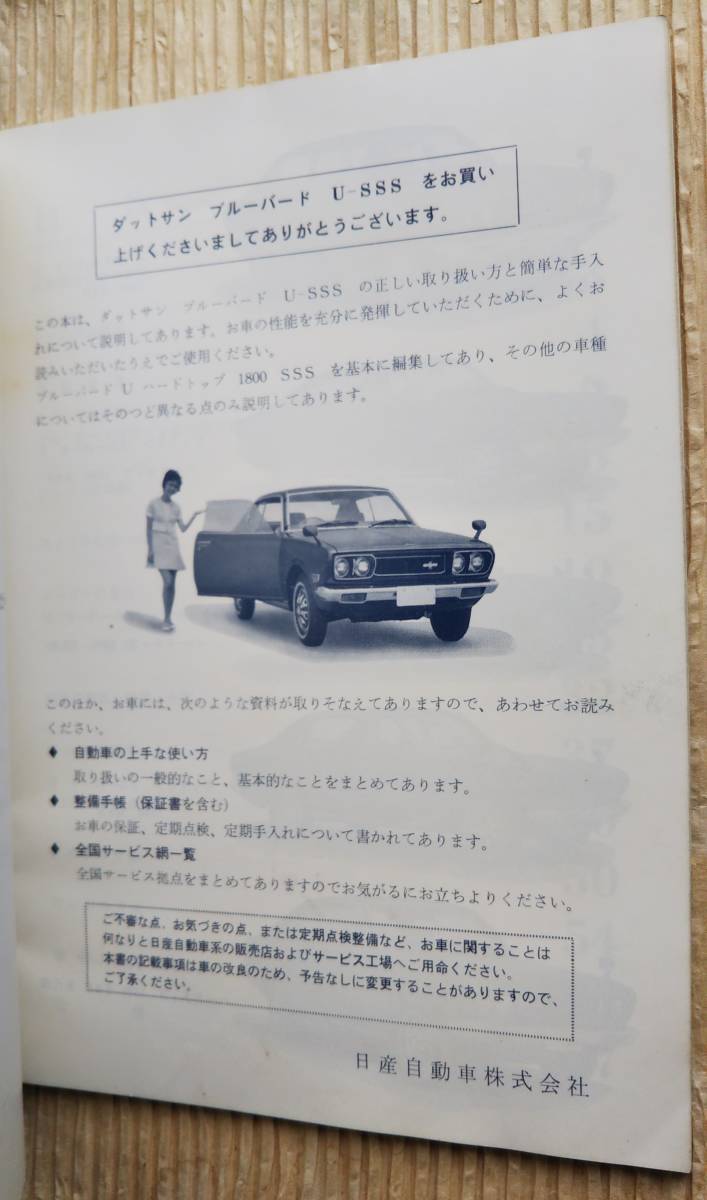 ダットサン ブルーバード U-SSS をお買い
上げくださいましてありがとうございます。
この本は、ダットサン ブルーバード U-SSS の正しい取り扱い方と簡単な手入
れについて説明してあります。お車の性能を充分に発揮していただくために、よくお
読みいただいたうえでご使用ください。
ブルーバード U ハードトップ 1800 SSS を基本に編集してあり、その他の車種
についてはそのつど異なる点のみ説明してあります。
このほか、お車には、次のような資料が取りそなえてありますので、あわせてお読み
ください。
◆ 自動車の上手な使い方
取り扱いの一般的なこと、基本的なことをまとめてあります。
◆ 整備手帳(保証書を含む)
お車の保証、定期点検、定期手入れについて書かれてあります。
◆ 全国サービス網一覧
全国サービス拠点をまとめてありますのでお気がるにお立ちよりください。
ご不審な点、お気づきの点、または定期点検整備など、お車に関することは
何なりと日産自動車系の販売店およびサービス工場へご用命ください。
本書の記載事項は車の改良のため、予告なしに変更することがありますので、
ご了承ください。
日産自動車株式会社